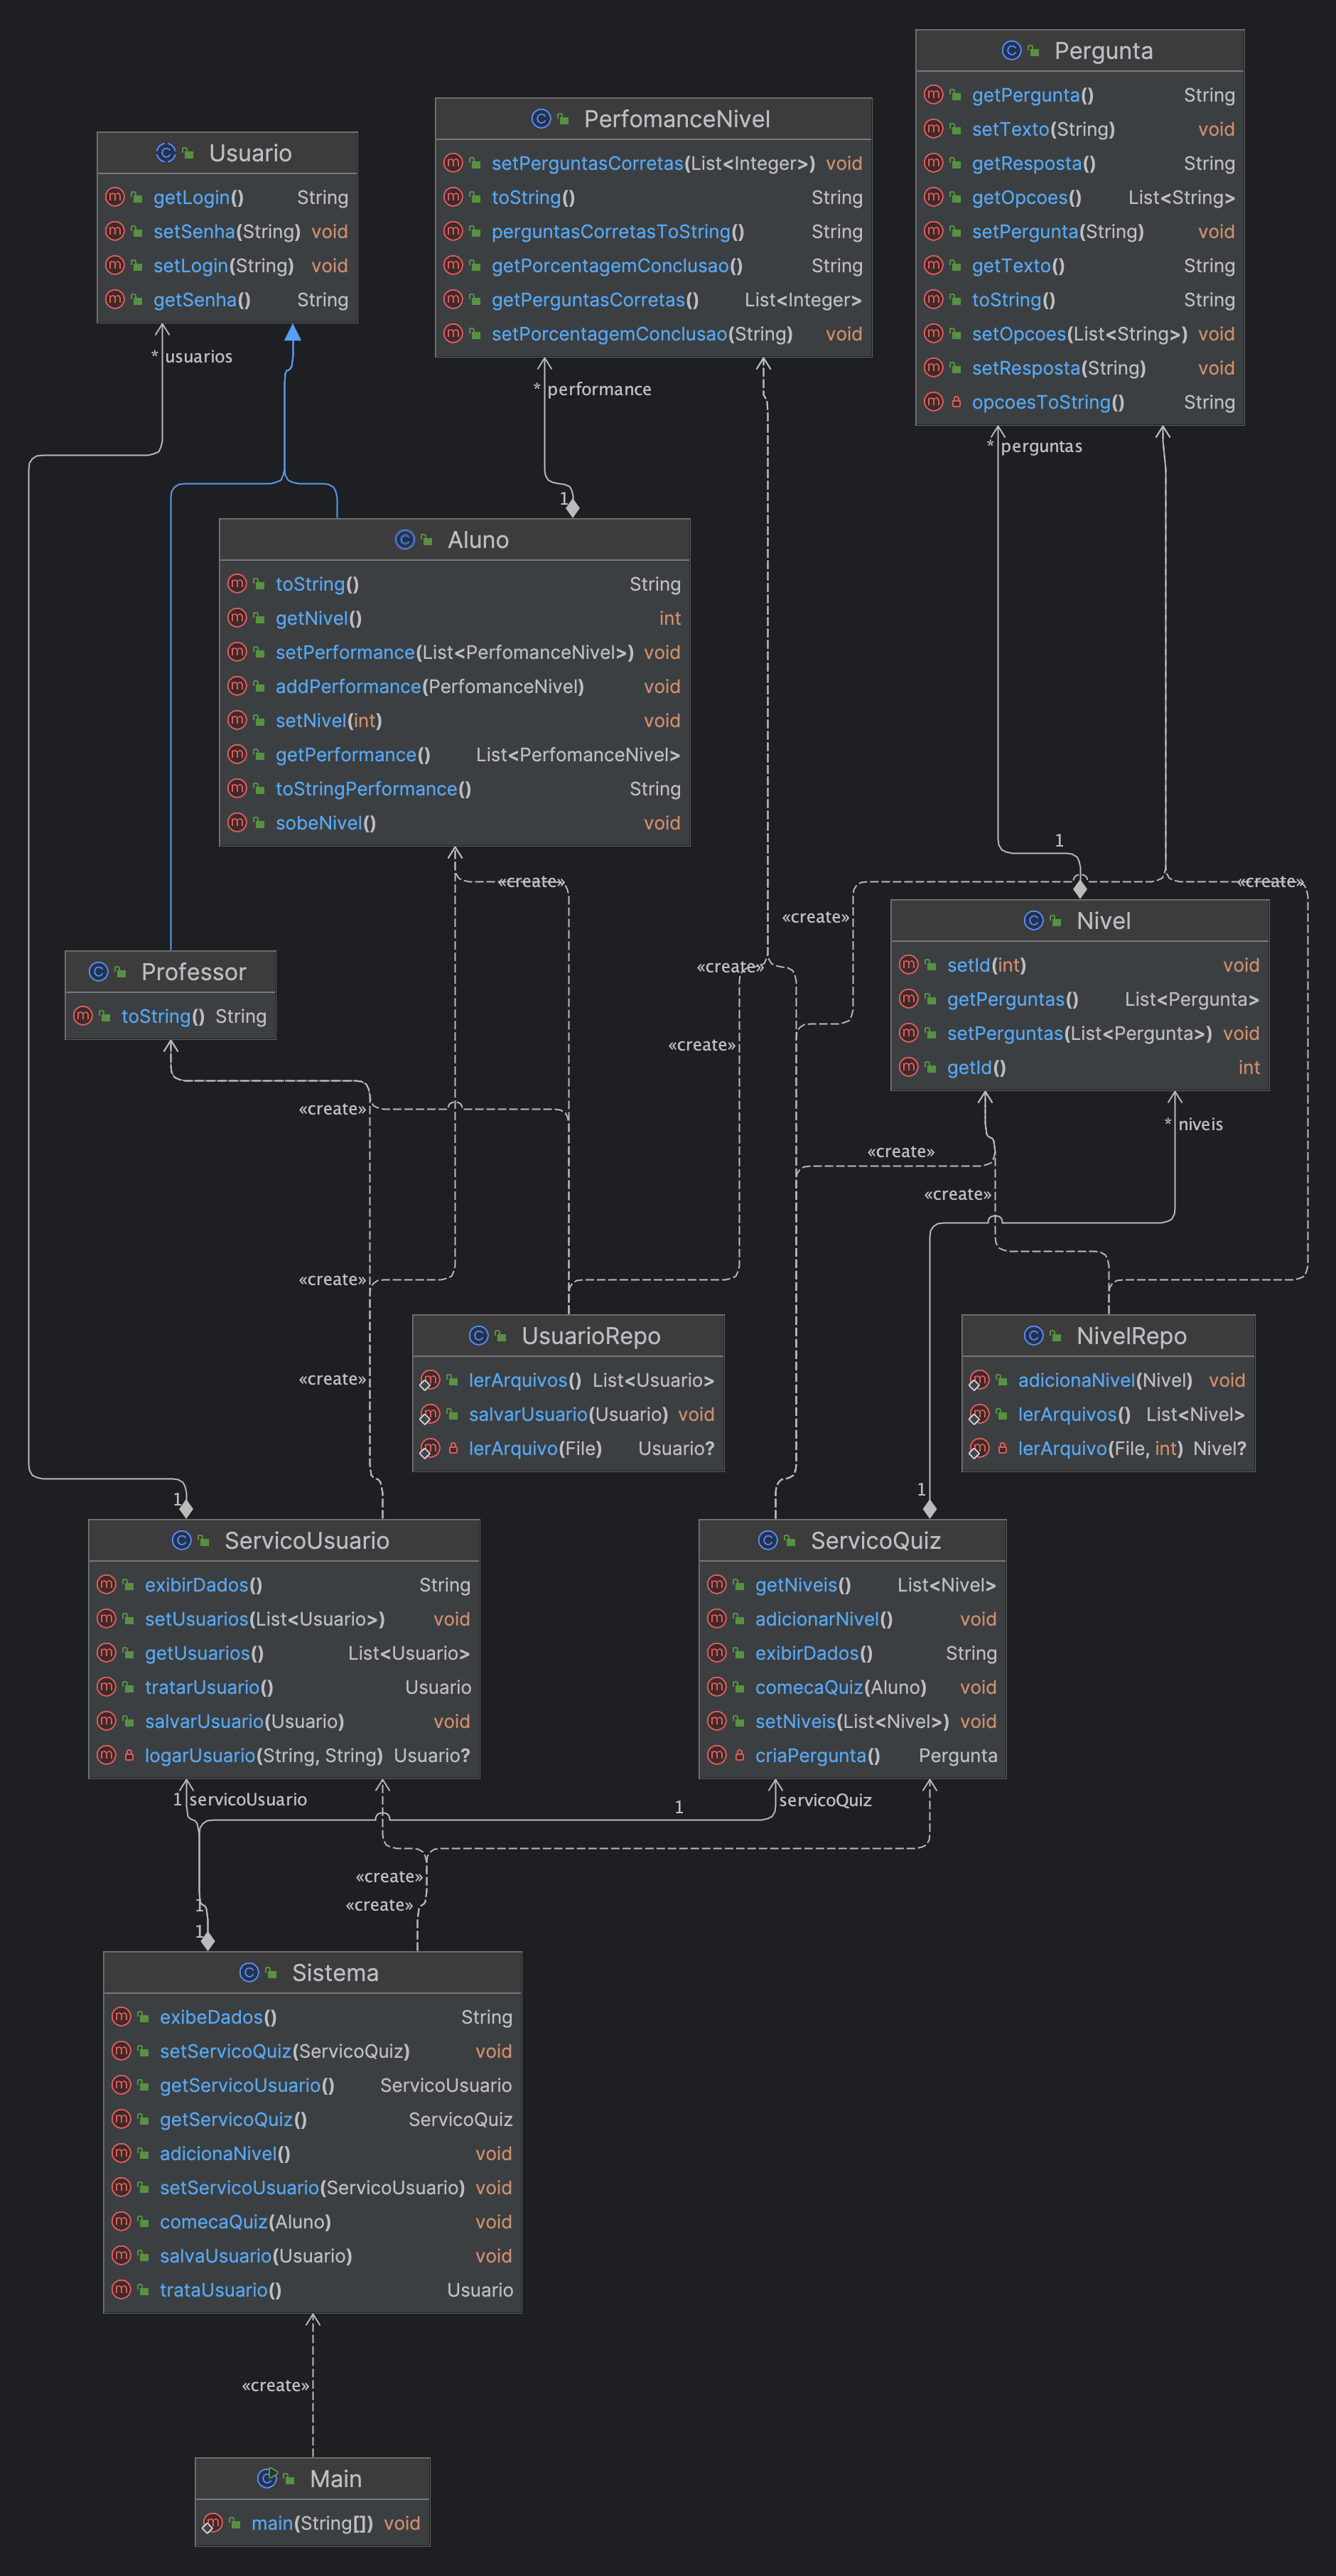 Pergunta
getPergunta() String
setTexto(String) void
getResposta() String
getOpcoes() List<String>
setPergunta(String) void
getTexto() String
toString() String
setOpcoes(List<String>) void
setResposta(String) void
opcoesToString() String
PerfomanceNivel
setPerguntasCorretas(List<Integer>) void
toString() String
perguntasCorretasToString() String
getPorcentagemConclusao() String
getPerguntasCorretas() List<Integer>
setPorcentagemConclusao(String) void
Usuario
getLogin() String
setSenha(String) void
setLogin(String) void
getSenha() String
* usuarios
* performance
* perguntas
1
Aluno
toString() String
getNivel() int
setPerformance(List<PerfomanceNivel>) void
addPerformance(PerfomanceNivel) void
setNivel(int) void
getPerformance() List<PerfomanceNivel>
toStringPerformance() String
sobeNivel() void
1
«create»
«create»
«create»
Nivel
setId(int) void
getPerguntas() List<Pergunta>
setPerguntas(List<Pergunta>) void
getId() int
Professor
toString() String
«create»
«create»
«create»
* niveis
«create»
«create»
«create»
«create»
UsuarioRepo
lerArquivos() List<Usuario>
salvarUsuario(Usuario) void
lerArquivo(File) Usuario?
NivelRepo
adicionaNivel(Nivel) void
lerArquivos() List<Nivel>
lerArquivo(File, int) Nivel?
1
1
ServicoUsuario
exibirDados() String
setUsuarios(List<Usuario>) void
getUsuarios() List<Usuario>
tratarUsuario() Usuario
salvarUsuario(Usuario) void
logarUsuario(String, String) Usuario?
ServicoQuiz
getNiveis() List<Nivel>
adicionarNivel() void
exibirDados() String
comecaQuiz(Aluno) void
setNiveis(List<Nivel>) void
criaPergunta() Pergunta
1 servicoUsuario
1 servicoQuiz
«create»
«create»
1
1
Sistema
exibeDados() String
setServicoQuiz(ServicoQuiz) void
getServicoUsuario() ServicoUsuario
getServicoQuiz() ServicoQuiz
adicionaNivel() void
setServicoUsuario(ServicoUsuario) void
comecaQuiz(Aluno) void
salvaUsuario(Usuario) void
trataUsuario() Usuario
«create»
Main
main(String[]) void